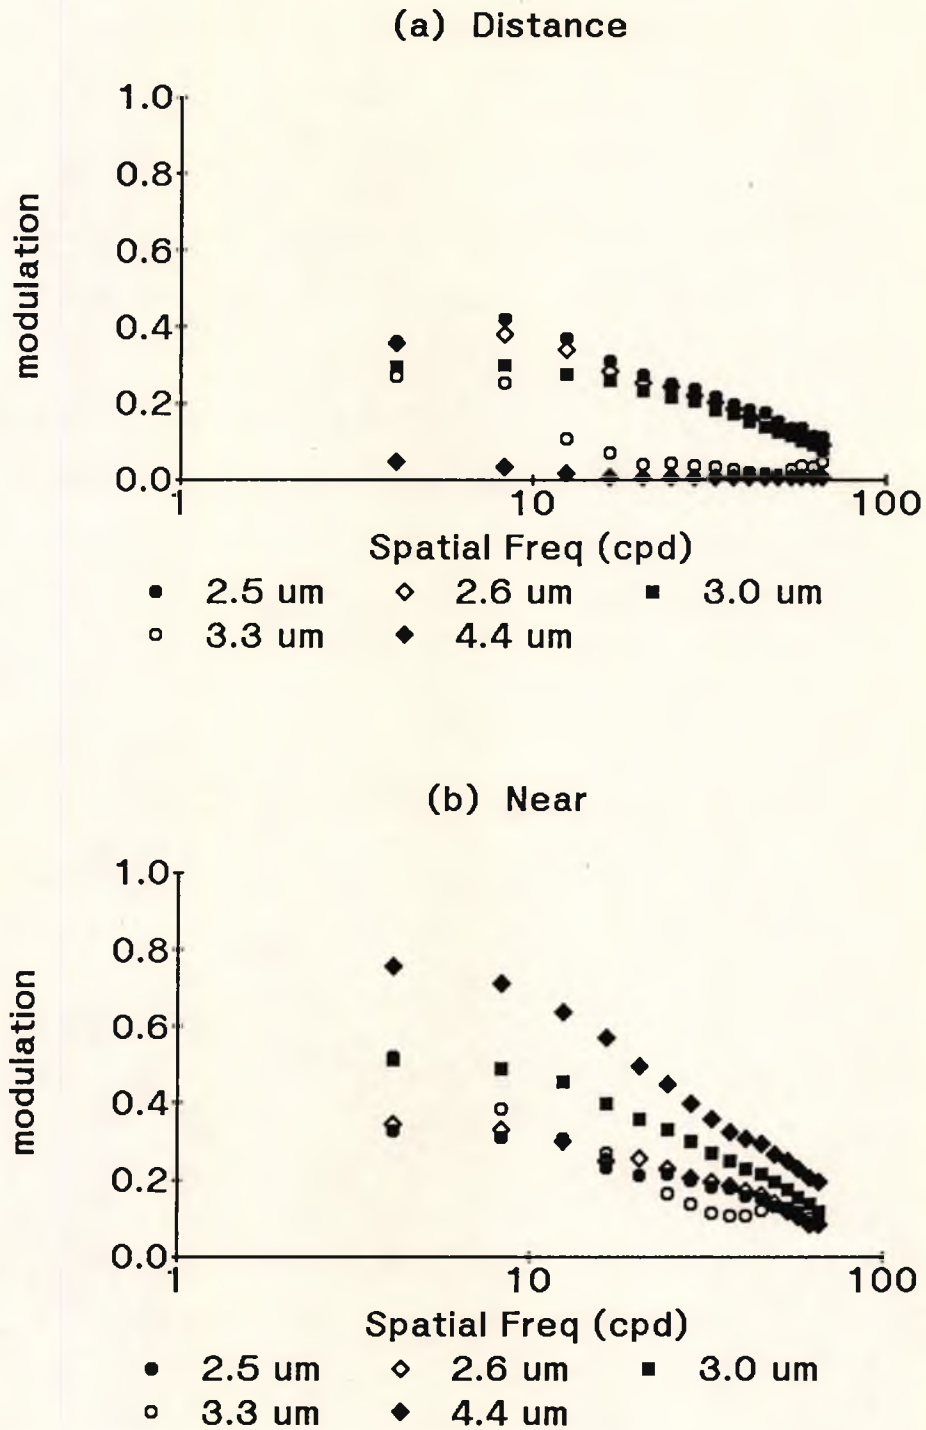 (a) Distance
modulation
1.0
0.8
0.6
0.4
0.2
0.0
1 10 100
Spatial Freq (cpd)
2.5 um 2.6 um 3.0 um
3.3 um 4.4 um
(b) Near
modulation
1.0
0.8
0.6
0.4
0.2
0.0
1 10 100
Spatial Freq (cpd)
2.5 um 2.6 um 3.0 um
3.3 um 4.4 um